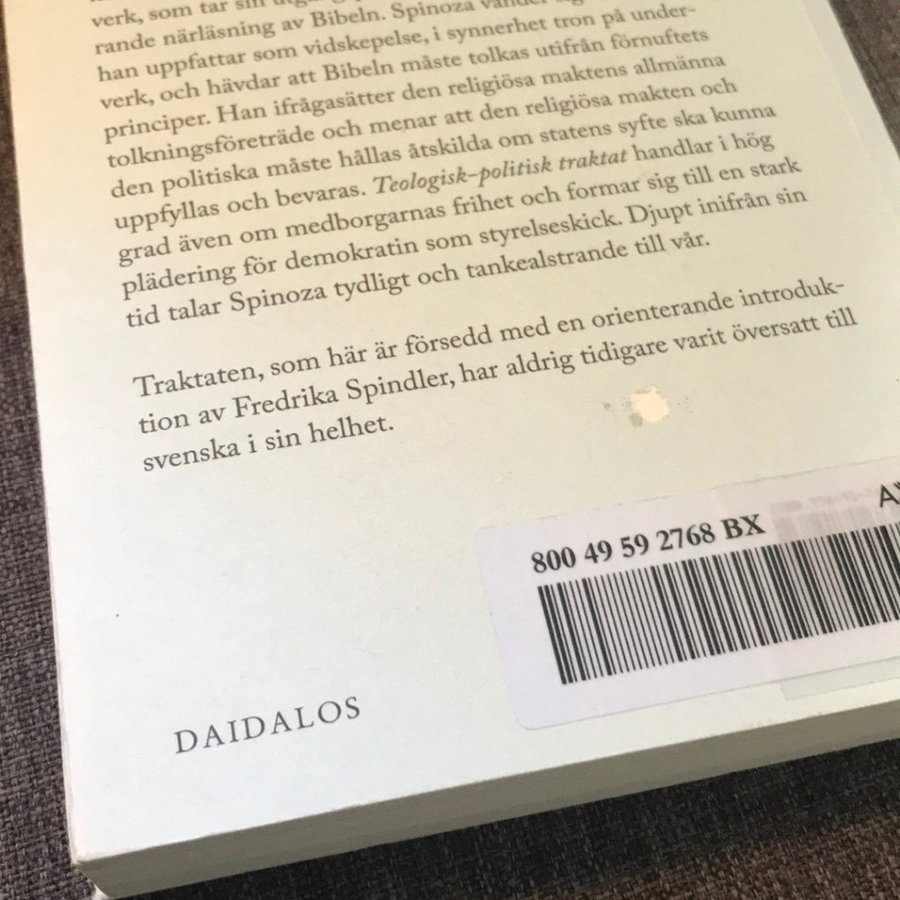 verk, som tar sin
rande närläsning av Bibeln. Spinoza vänder sig
han uppfattar som vidskepelse, i synnerhet tron på under-
verk, och hävdar att Bibeln måste tolkas utifrån förnuftets
principer. Han ifrågasätter den religiösa maktens allmänna
tolkningsföreträde och menar att den religiösa makten och
den politiska måste hållas åtskilda om statens syfte ska kunna
uppfyllas och bevaras. Teologisk-politisk traktat handlar i hög
grad även om medborgarnas frihet och formar sig till en stark
plädering för demokratin som styrelseskick. Djupt inifrån sin
tid talar Spinoza tydligt och tankealstrande till vår.
Traktaten, som här är försedd med en orienterande introduk-
tion av Fredrika Spindler, har aldrig tidigare varit översatt till
svenska i sin helhet.
800 49 59 2768 BX
DAIDALOS